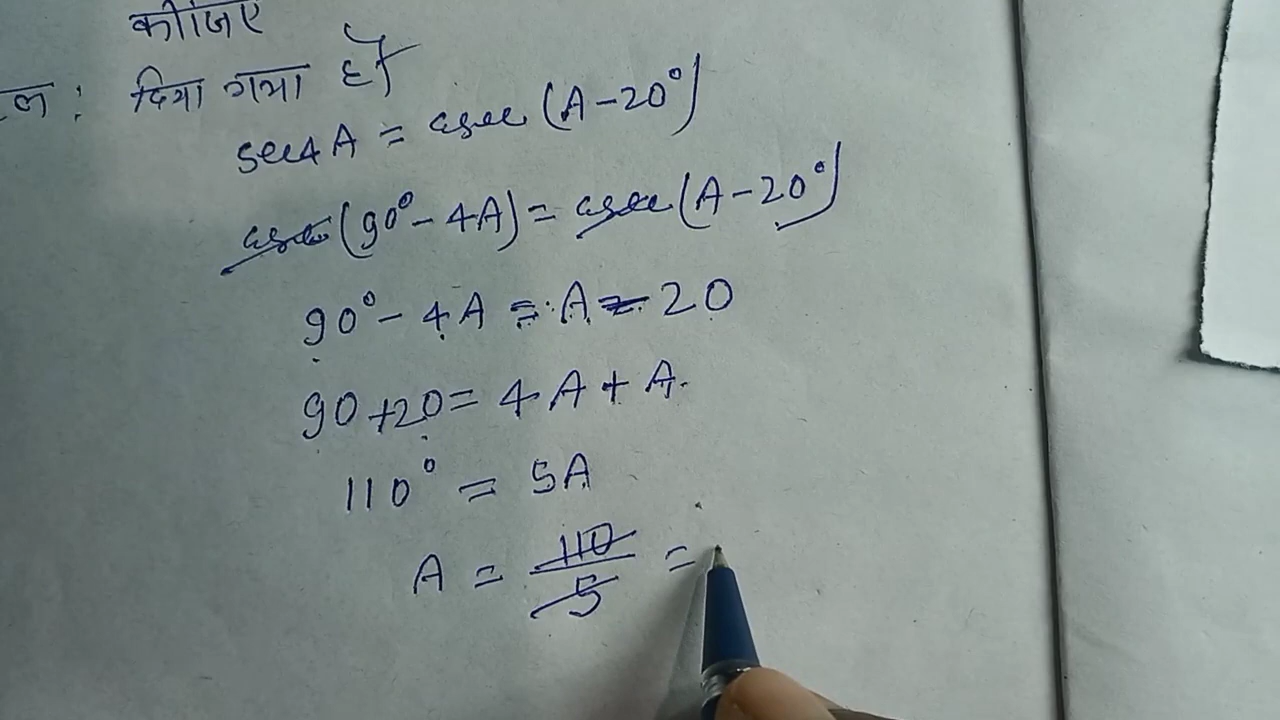 कीजिए
हल: दिया गया है
sec4A = cosec (A-20°)
cosec (90° - 4A) = cosec (A-20°)
90° - 4A = A - 20
90 + 20 = 4A + A
110° = 5A
A = 110/5 =